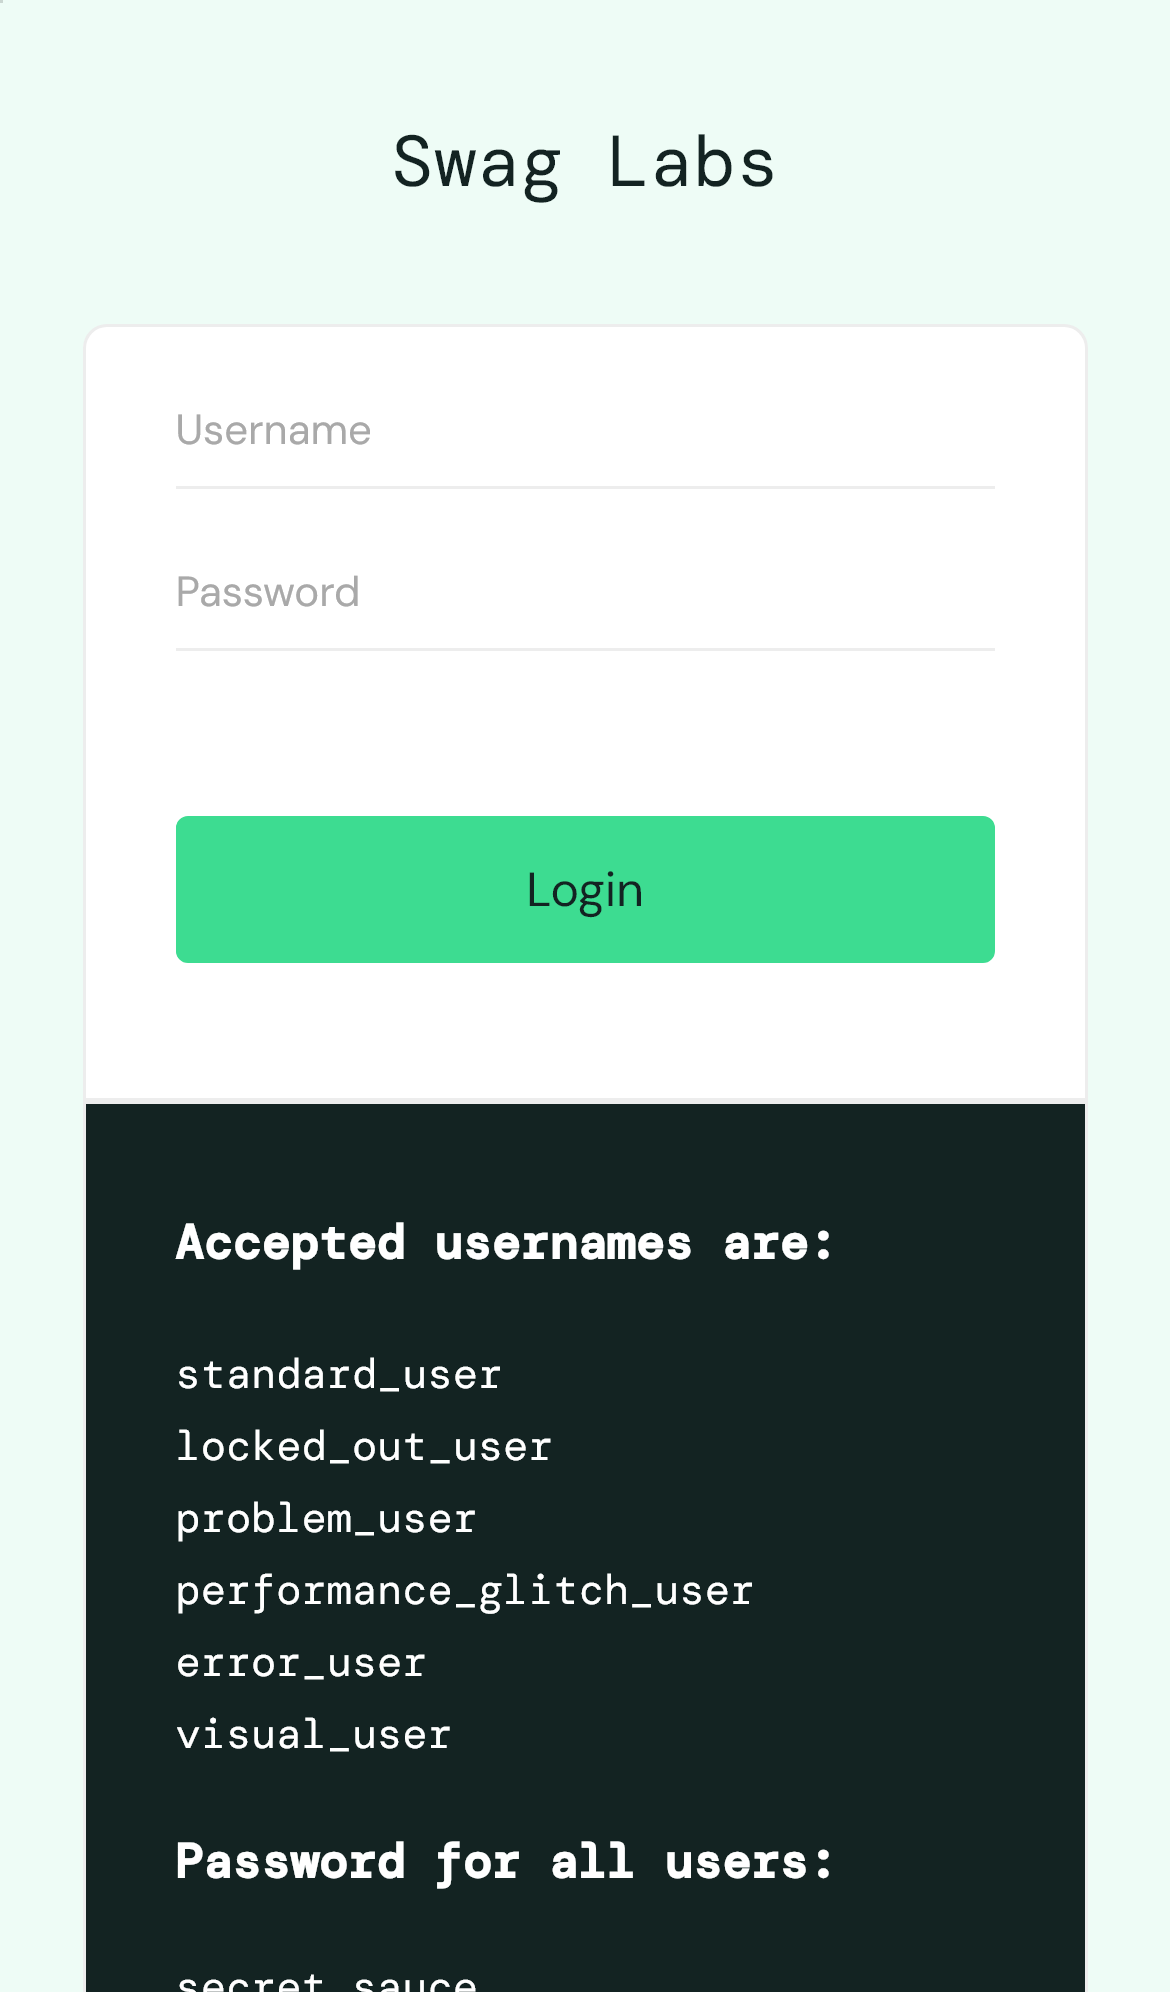 Swag Labs
Username
Password
Login
Accepted usernames are:
standard_user
locked_out_user
problem_user
performance_glitch_user
error_user
visual_user
Password for all users:
secret_sauce